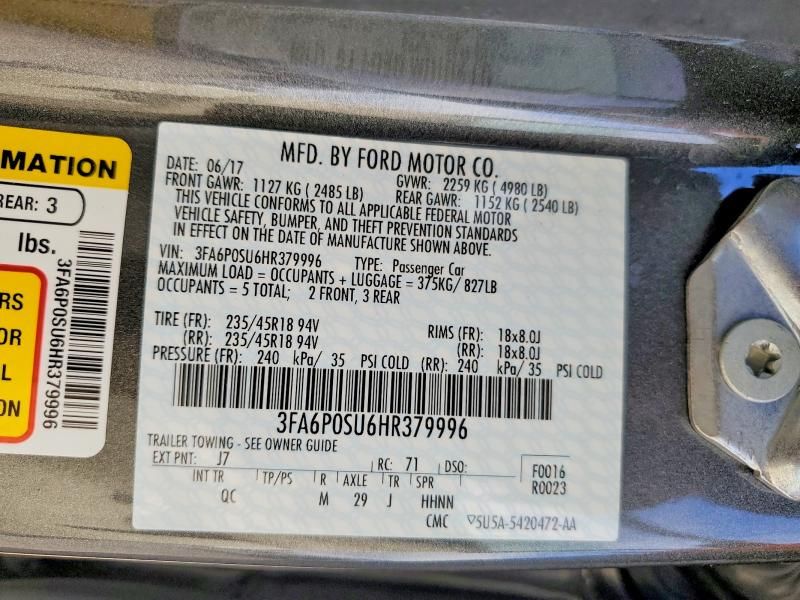 MATION
REAR: 3
lbs.
RS
OR
L
ON
3FA6P0SU6HR379996
MFD. BY FORD MOTOR CO.
DATE: 06/17 GVWR: 2259 KG ( 4980 LB)
FRONT GAWR: 1127 KG ( 2485 LB) REAR GAWR: 1152 KG ( 2540 LB)
THIS VEHICLE CONFORMS TO ALL APPLICABLE FEDERAL MOTOR
VEHICLE SAFETY, BUMPER, AND THEFT PREVENTION STANDARDS
IN EFFECT ON THE DATE OF MANUFACTURE SHOWN ABOVE.
VIN: 3FA6P0SU6HR379996 TYPE: Passenger Car
MAXIMUM LOAD = OCCUPANTS + LUGGAGE = 375KG/ 827LB
OCCUPANTS = 5 TOTAL; 2 FRONT, 3 REAR
TIRE (FR): 235/45R18 94V RIMS (FR): 18x8.0J
(RR): 235/45R18 94V (RR): 18x8.0J
PRESSURE (FR): 240 kPa/ 35 PSI COLD (RR): 240 kPa/ 35 PSI COLD
3FA6P0SU6HR379996
TRAILER TOWING - SEE OWNER GUIDE
EXT PNT: J7 RC: 71 DSO: F0016
R0023
INT TR TP/PS R AXLE TR SPR
QC M 29 J HHNN
CMC ▽5U5A-5420472-AA